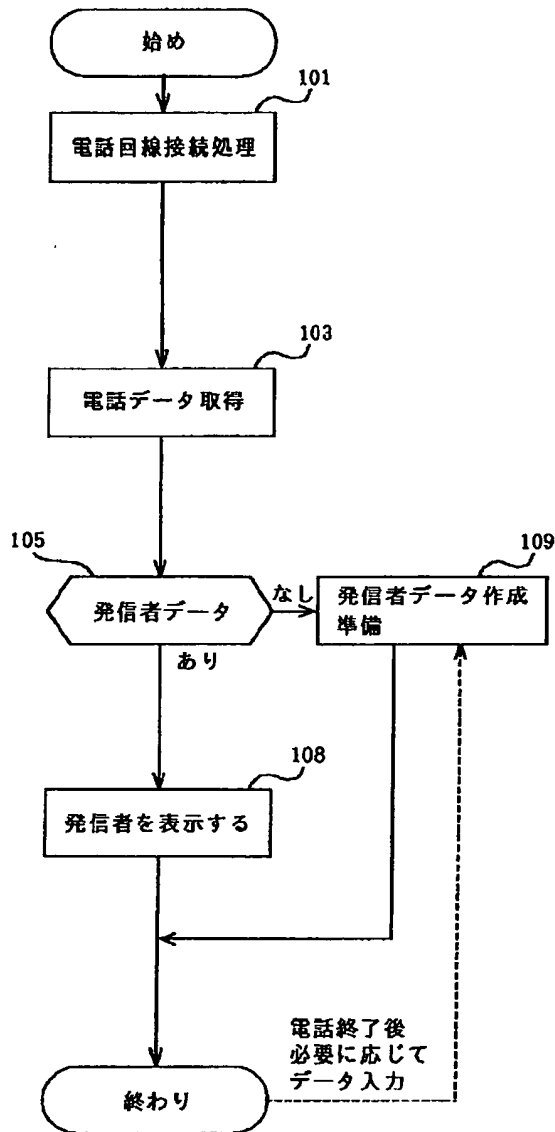 始め
101
電話回線接続処理
103
電話データ取得
105
発信者データ
なし
109
発信者データ作成
準備
あり
108
発信者を表示する
電話終了後
必要に応じて
データ入力
終わり